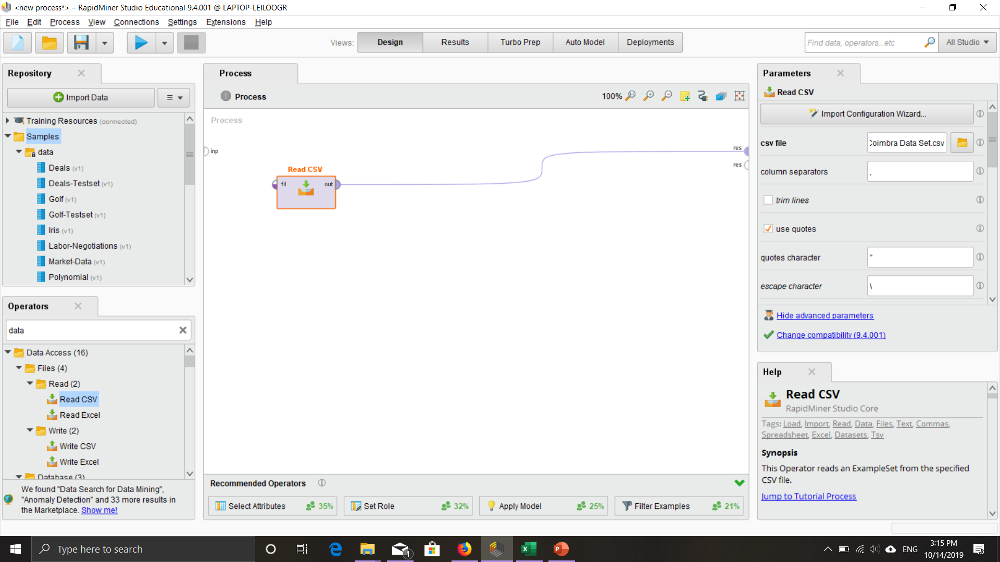 <new process*> – RapidMiner Studio Educational 9.4.001 @ LAPTOP-LEILOOGR
File Edit Process View Connections Settings Extensions Help
Views: Design Results Turbo Prep Auto Model Deployments
Find data, operators...etc
All Studio
Repository
Import Data
Training Resources (connected)
Samples
data
Deals (v1)
Deals-Testset (v1)
Golf (v1)
Golf-Testset (v1)
Iris (v1)
Labor-Negotiations (v1)
Market-Data (v1)
Polynomial (v1)
Operators
data
Data Access (16)
Files (4)
Read (2)
Read CSV
Read Excel
Write (2)
Write CSV
Write Excel
Database (3)
We found "Data Search for Data Mining",
"Anomaly Detection" and 33 more results in
the Marketplace. Show me!
Process
Process
100%
Process
inp
res
res
Read CSV
fil out
Recommended Operators
Select Attributes 35%
Set Role 32%
Apply Model 25%
Filter Examples 21%
Parameters
Read CSV
Import Configuration Wizard...
csv file Coimbra Data Set.csv
column separators ,
trim lines
use quotes
quotes character "
escape character \
Hide advanced parameters
Change compatibility (9.4.001)
Help
Read CSV
RapidMiner Studio Core
Tags: Load, Import, Read, Data, Files, Text, Commas,
Spreadsheet, Excel, Datasets, Tsv
Synopsis
This Operator reads an ExampleSet from the specified
CSV file.
Jump to Tutorial Process
Type here to search
1
ENG
3:15 PM
10/14/2019